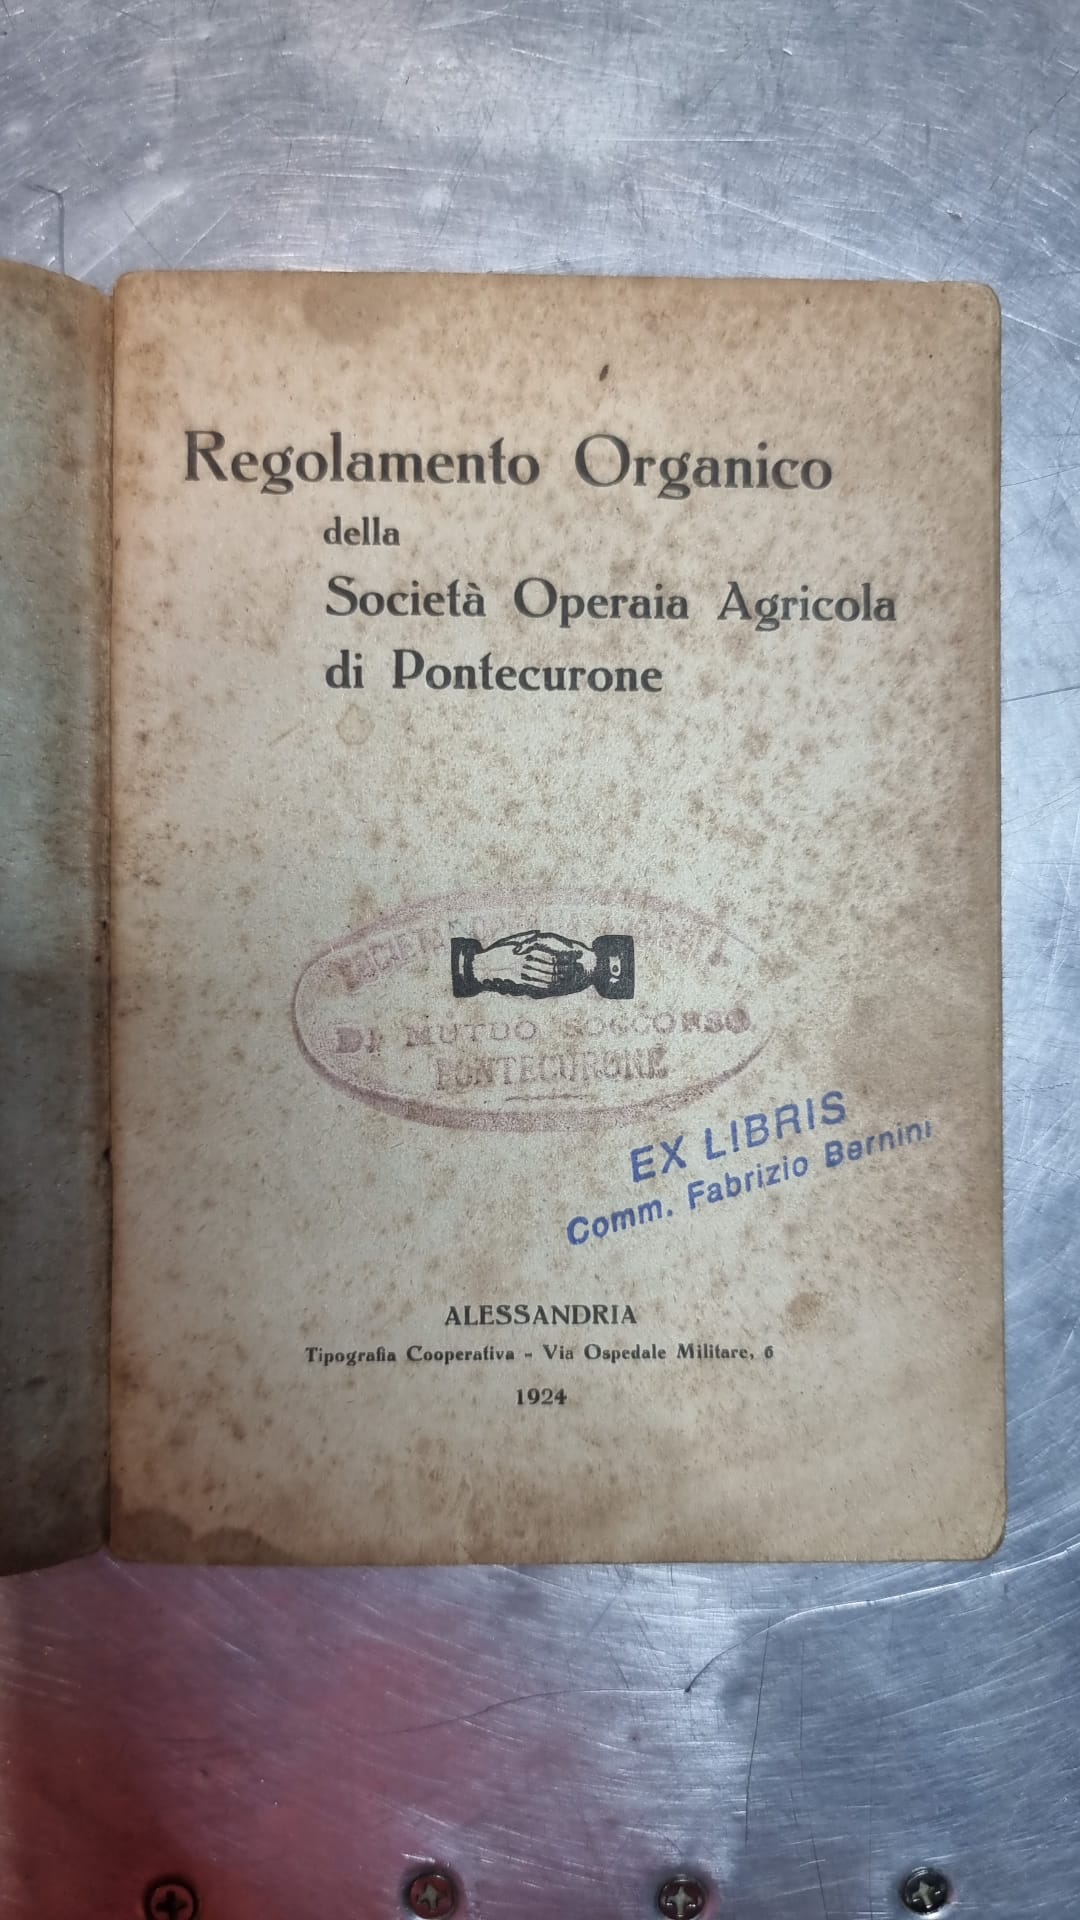 Regolamento Organico
della
Società Operaia Agricola
di Pontecurone
SOCIETÀ
DI MUTUO SOCCORSO
PONTECURONE
EX LIBRIS
Comm. Fabrizio Bernini
ALESSANDRIA
Tipografia Cooperativa - Via Ospedale Militare, 6
1924